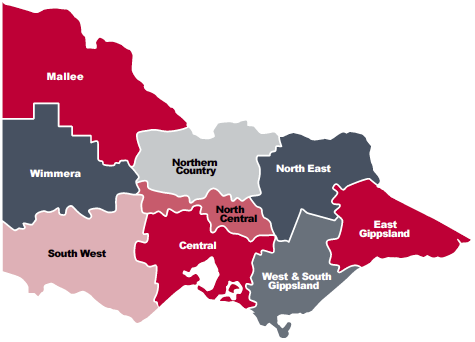 Mallee
Northern
Country
North East
Wimmera
North
Central
East
Gippsland
Central
South West
West & South
Gippsland